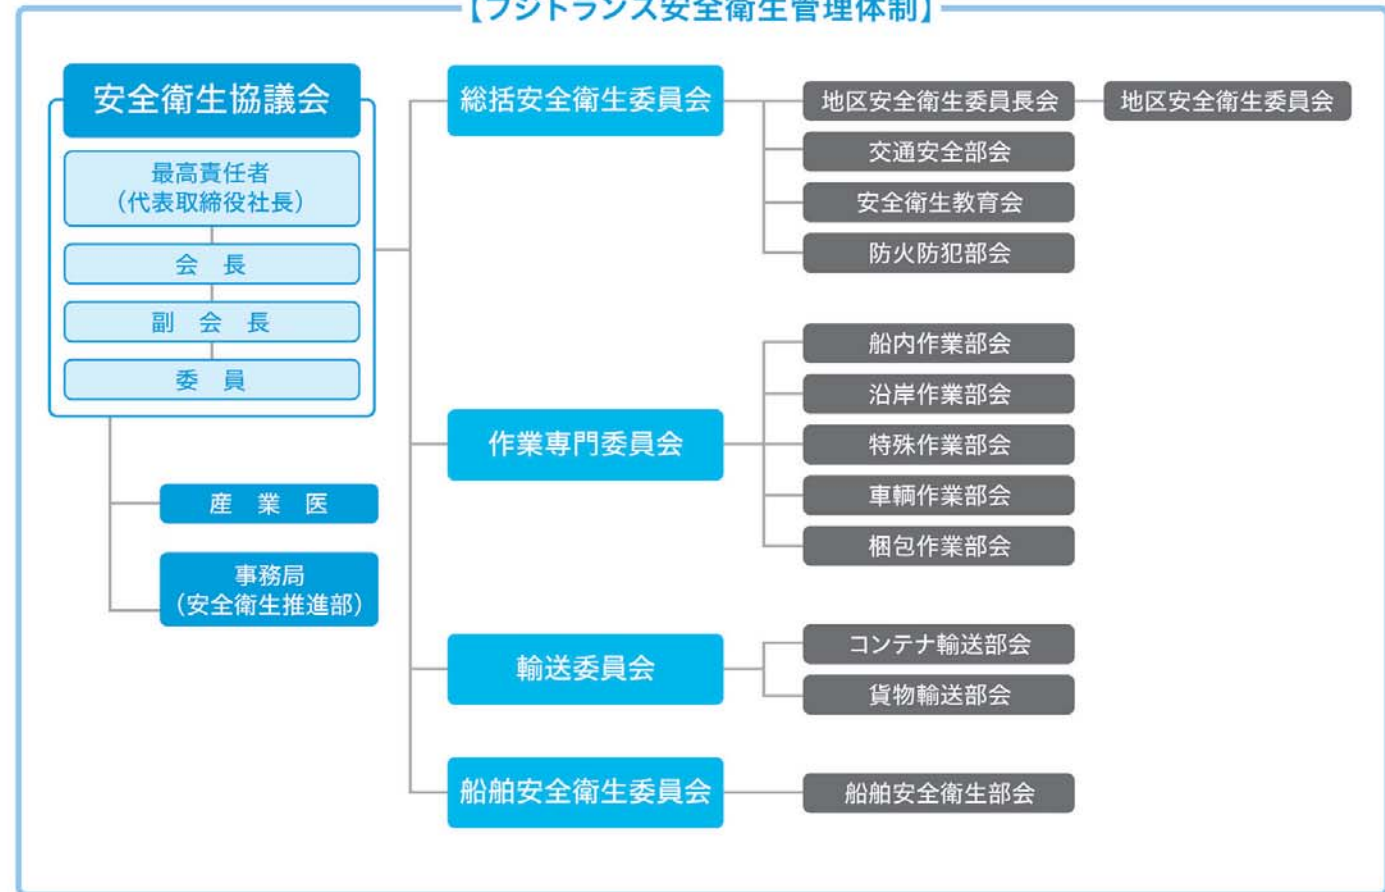 【フジトランス安全衛生管理体制】
安全衛生協議会
最高責任者
（代表取締役社長）
会 長
副 会 長
委 員
産 業 医
事務局
（安全衛生推進部）
総括安全衛生委員会
地区安全衛生委員長会
地区安全衛生委員会
交通安全部会
安全衛生教育会
防火防犯部会
作業専門委員会
船内作業部会
沿岸作業部会
特殊作業部会
車輌作業部会
梱包作業部会
輸送委員会
コンテナ輸送部会
貨物輸送部会
船舶安全衛生委員会
船舶安全衛生部会